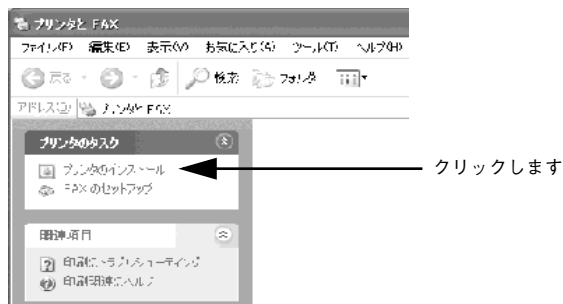 プリンタと FAX
ファイル(F) 編集(E) 表示(V) お気に入り(A) ツール(T) ヘルプ(H)
戻る 検索 フォルダ
アドレス(D) プリンタと FAX
プリンタのタスク
プリンタのインストール
クリックします
FAX のセットアップ
関連項目
印刷のトラブルシューティング
印刷関連のヘルプ